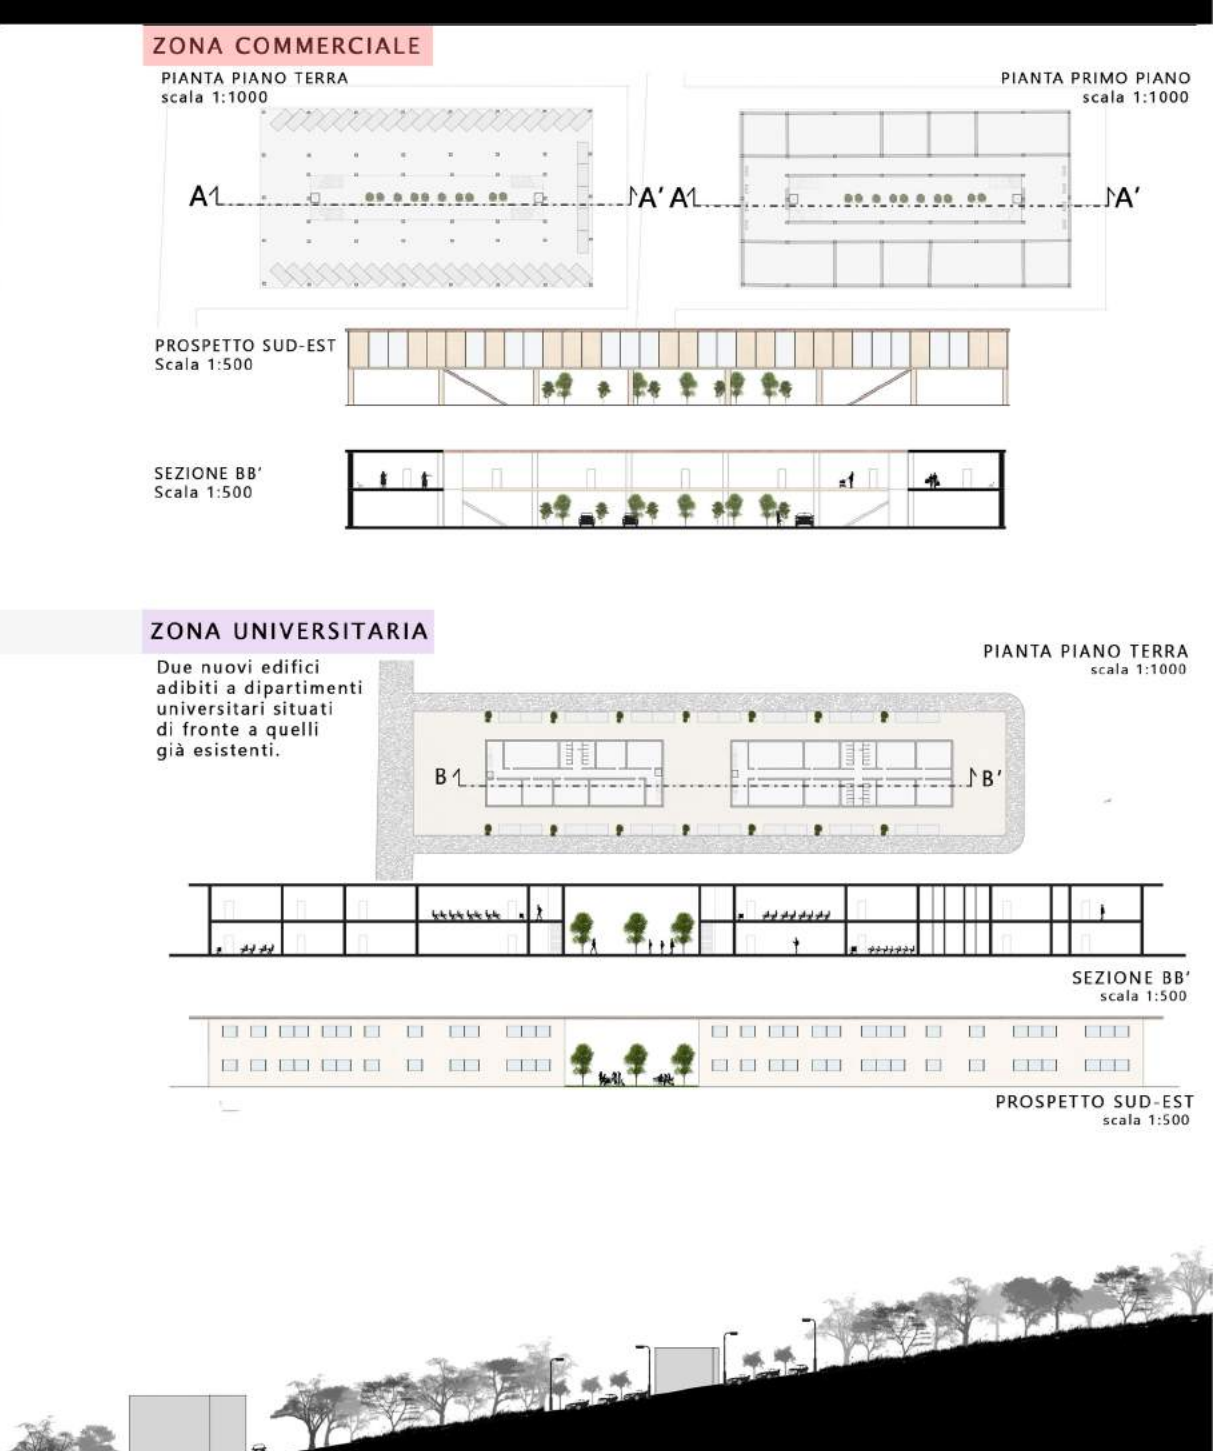 ZONA COMMERCIALE
PIANTA PIANO TERRA
scala 1:1000
PIANTA PRIMO PIANO
scala 1:1000
A A'
A A'
PROSPETTO SUD-EST
Scala 1:500
SEZIONE BB'
Scala 1:500
ZONA UNIVERSITARIA
Due nuovi edifici
adibiti a dipartimenti
universitari situati
di fronte a quelli
già esistenti.
PIANTA PIANO TERRA
scala 1:1000
B B'
SEZIONE BB'
scala 1:500
PROSPETTO SUD-EST
scala 1:500